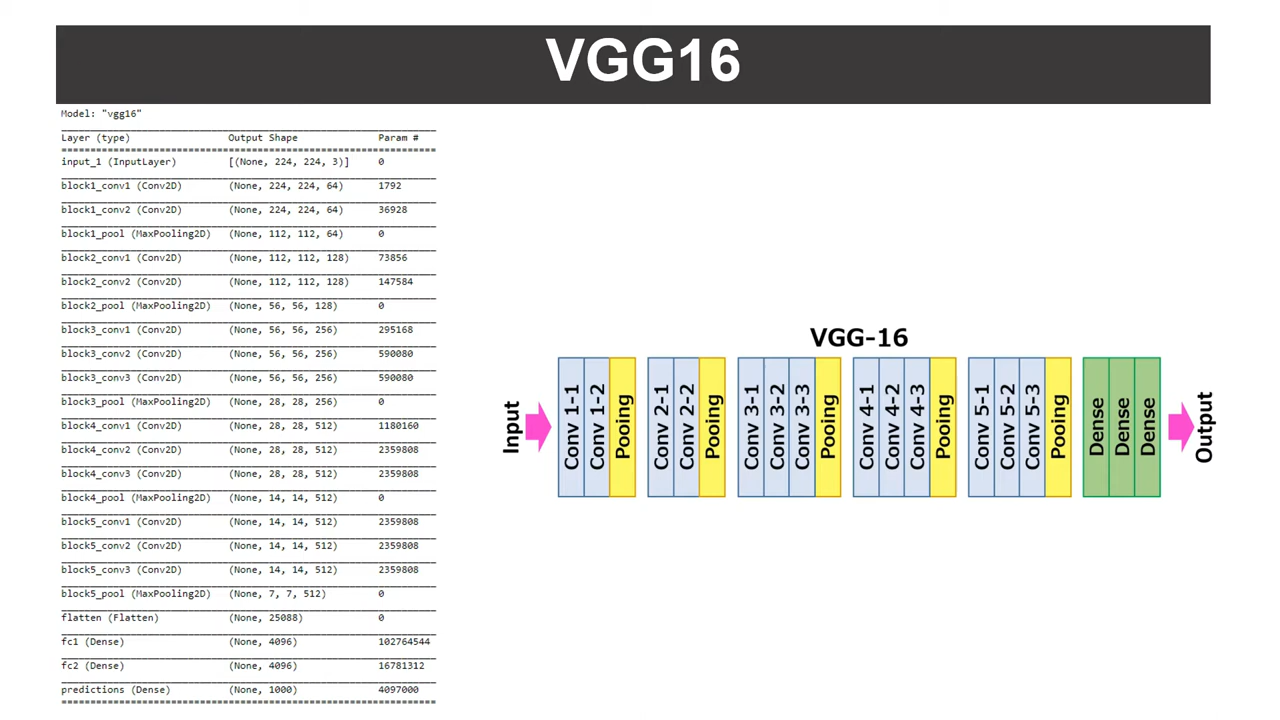 VGG16
Model: "vgg16"
Layer (type) Output Shape Param #
input_1 (InputLayer) [(None, 224, 224, 3)] 0
block1_conv1 (Conv2D) (None, 224, 224, 64) 1792
block1_conv2 (Conv2D) (None, 224, 224, 64) 36928
block1_pool (MaxPooling2D) (None, 112, 112, 64) 0
block2_conv1 (Conv2D) (None, 112, 112, 128) 73856
block2_conv2 (Conv2D) (None, 112, 112, 128) 147584
block2_pool (MaxPooling2D) (None, 56, 56, 128) 0
block3_conv1 (Conv2D) (None, 56, 56, 256) 295168
block3_conv2 (Conv2D) (None, 56, 56, 256) 590080
block3_conv3 (Conv2D) (None, 56, 56, 256) 590080
block3_pool (MaxPooling2D) (None, 28, 28, 256) 0
block4_conv1 (Conv2D) (None, 28, 28, 512) 1180160
block4_conv2 (Conv2D) (None, 28, 28, 512) 2359808
block4_conv3 (Conv2D) (None, 28, 28, 512) 2359808
block4_pool (MaxPooling2D) (None, 14, 14, 512) 0
block5_conv1 (Conv2D) (None, 14, 14, 512) 2359808
block5_conv2 (Conv2D) (None, 14, 14, 512) 2359808
block5_conv3 (Conv2D) (None, 14, 14, 512) 2359808
block5_pool (MaxPooling2D) (None, 7, 7, 512) 0
flatten (Flatten) (None, 25088) 0
fc1 (Dense) (None, 4096) 102764544
fc2 (Dense) (None, 4096) 16781312
predictions (Dense) (None, 1000) 4097000
VGG-16
Input
Conv 1-1
Conv 1-2
Pooing
Conv 2-1
Conv 2-2
Pooing
Conv 3-1
Conv 3-2
Conv 3-3
Pooing
Conv 4-1
Conv 4-2
Conv 4-3
Pooing
Conv 5-1
Conv 5-2
Conv 5-3
Pooing
Dense
Dense
Dense
Output